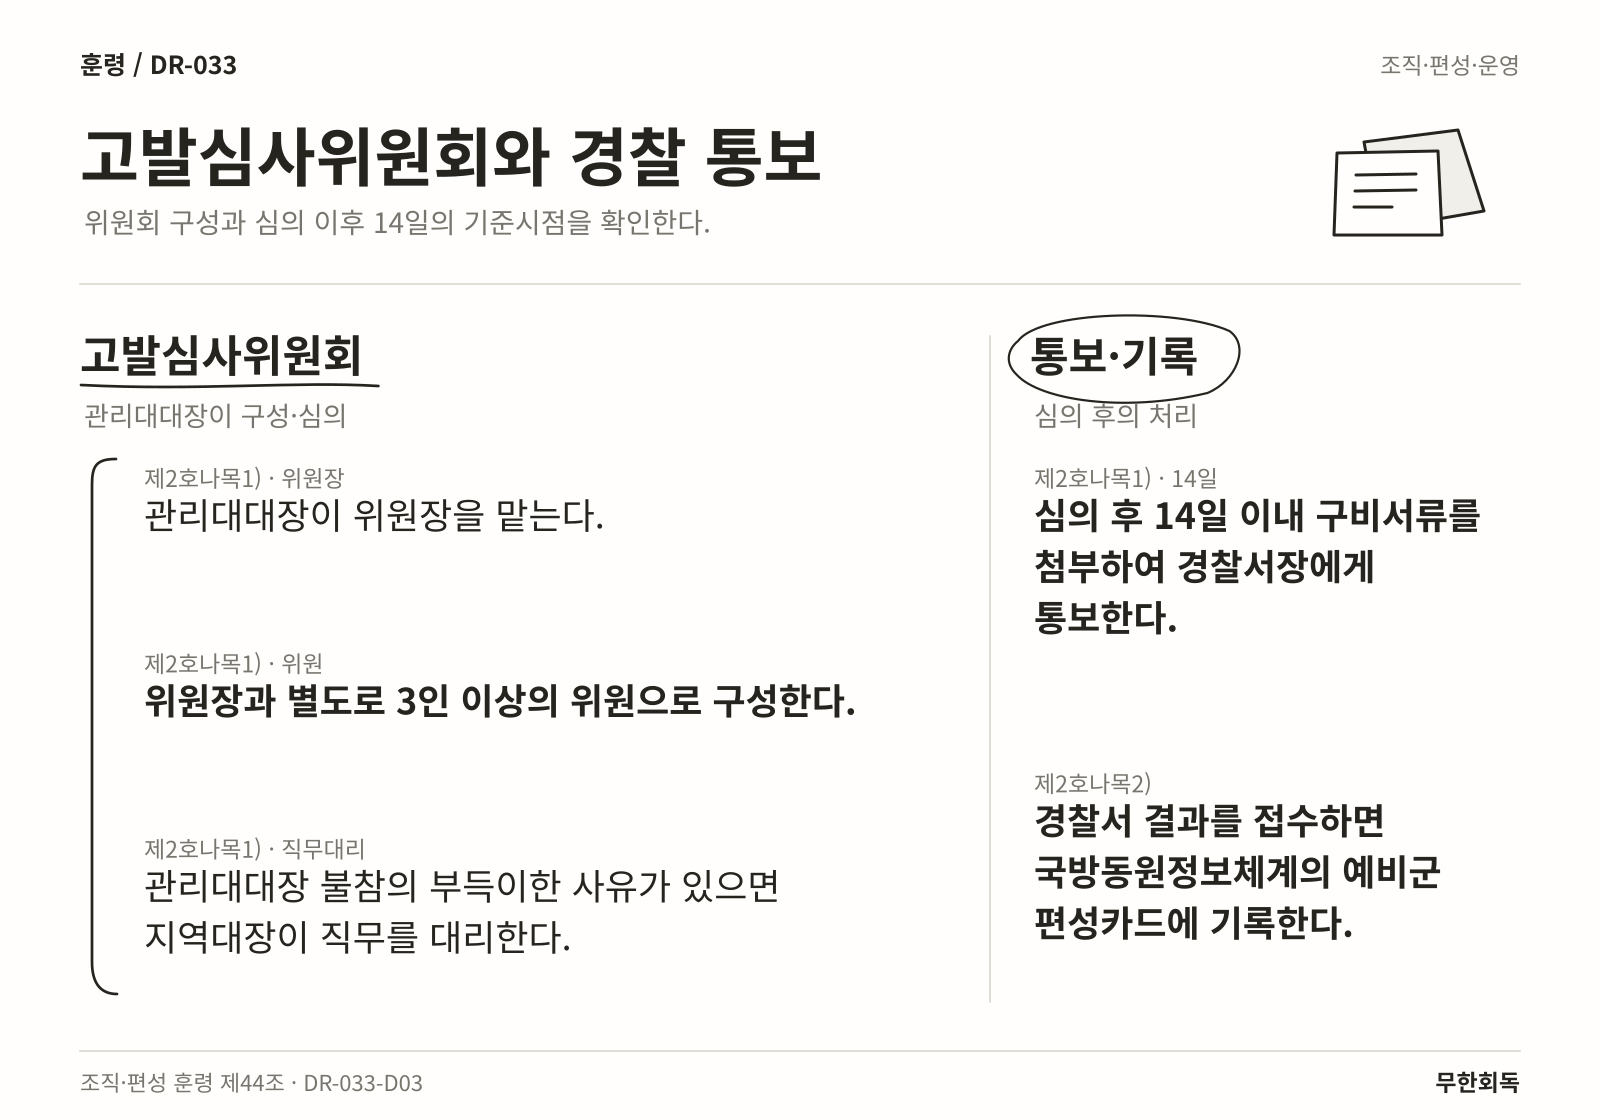 훈령 / DR-033
조직·편성·운영
고발심사위원회와 경찰 통보
위원회 구성과 심의 이후 14일의 기준시점을 확인한다.
고발심사위원회
관리대대장이 구성·심의
제2호나목1) · 위원장
관리대대장이 위원장을 맡는다.
제2호나목1) · 위원
위원장과 별도로 3인 이상의 위원으로 구성한다.
제2호나목1) · 직무대리
관리대대장 불참의 부득이한 사유가 있으면
지역대장이 직무를 대리한다.
통보·기록
심의 후의 처리
제2호나목1) · 14일
심의 후 14일 이내 구비서류를
첨부하여 경찰서장에게
통보한다.
제2호나목2)
경찰서 결과를 접수하면
국방동원정보체계의 예비군
편성카드에 기록한다.
조직·편성 훈령 제44조 · DR-033-D03
무한회독